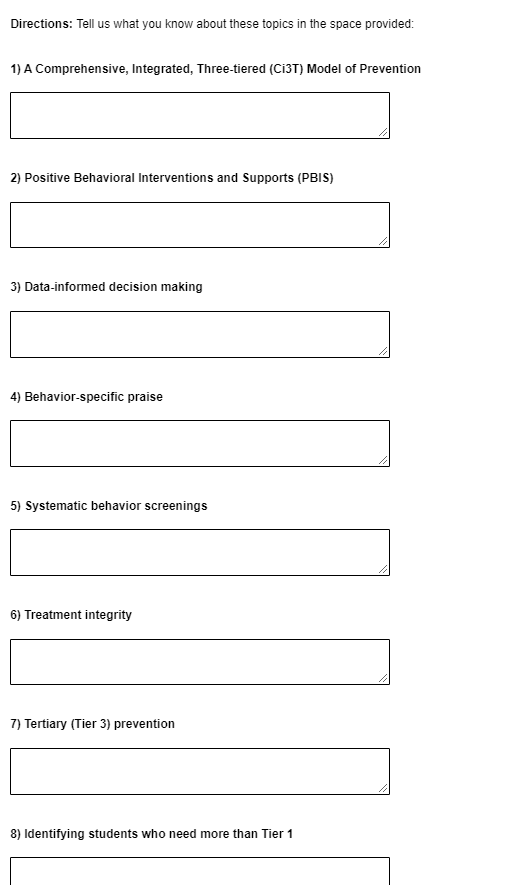 Directions: Tell us what you know about these topics in the space provided:
1) A Comprehensive, Integrated, Three-tiered (Ci3T) Model of Prevention
2) Positive Behavioral Interventions and Supports (PBIS)
3) Data-informed decision making
4) Behavior-specific praise
5) Systematic behavior screenings
6) Treatment integrity
7) Tertiary (Tier 3) prevention
8) Identifying students who need more than Tier 1